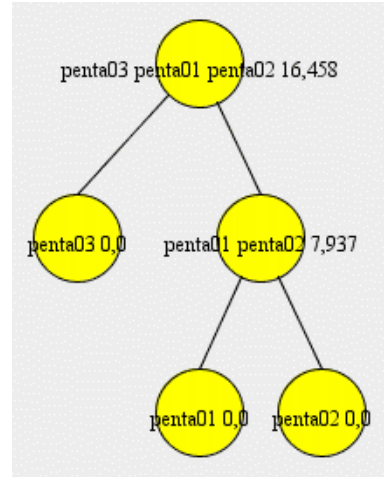 penta03 penta01 penta02 16,458
penta03 0,0
penta01 penta02 7,937
penta01 0,0
penta02 0,0